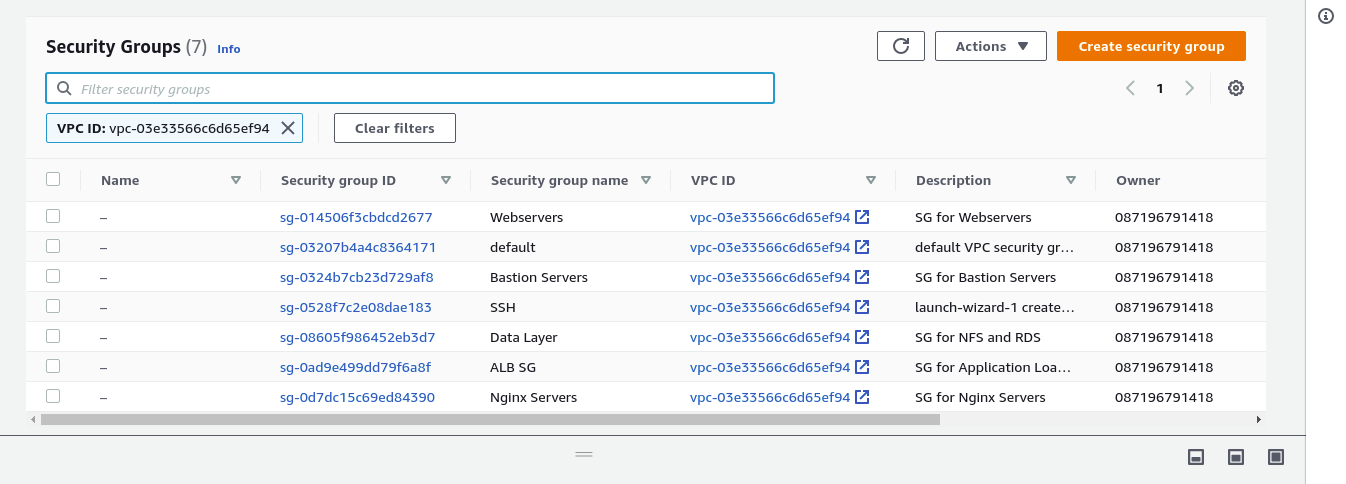 Security Groups (7) Info
Actions
Create security group
Filter security groups
1
VPC ID: vpc-03e33566c6d65ef94
Clear filters
Name Security group ID Security group name VPC ID Description Owner
– sg-014506f3cbdcd2677 Webservers vpc-03e33566c6d65ef94 SG for Webservers 087196791418
– sg-03207b4a4c8364171 default vpc-03e33566c6d65ef94 default VPC security gr… 087196791418
– sg-0324b7cb23d729af8 Bastion Servers vpc-03e33566c6d65ef94 SG for Bastion Servers 087196791418
– sg-0528f7c2e08dae183 SSH vpc-03e33566c6d65ef94 launch-wizard-1 create… 087196791418
– sg-08605f986452eb3d7 Data Layer vpc-03e33566c6d65ef94 SG for NFS and RDS 087196791418
– sg-0ad9e499dd79f6a8f ALB SG vpc-03e33566c6d65ef94 SG for Application Loa… 087196791418
– sg-0d7dc15c69ed84390 Nginx Servers vpc-03e33566c6d65ef94 SG for Nginx Servers 087196791418